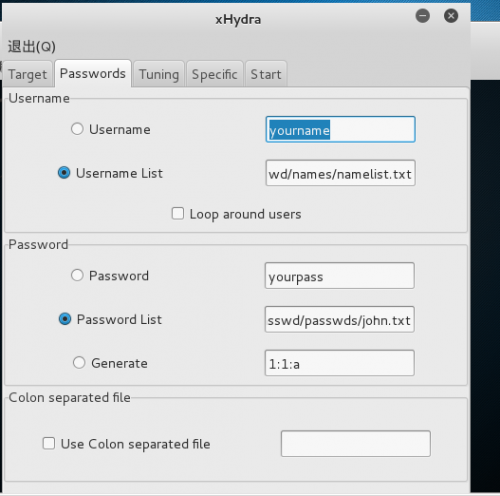 xHydra
退出(Q)
Target Passwords Tuning Specific Start
Username
Username yourname
Username List wd/names/namelist.txt
Loop around users
Password
Password yourpass
Password List sswd/passwds/john.txt
Generate 1:1:a
Colon separated file
Use Colon separated file